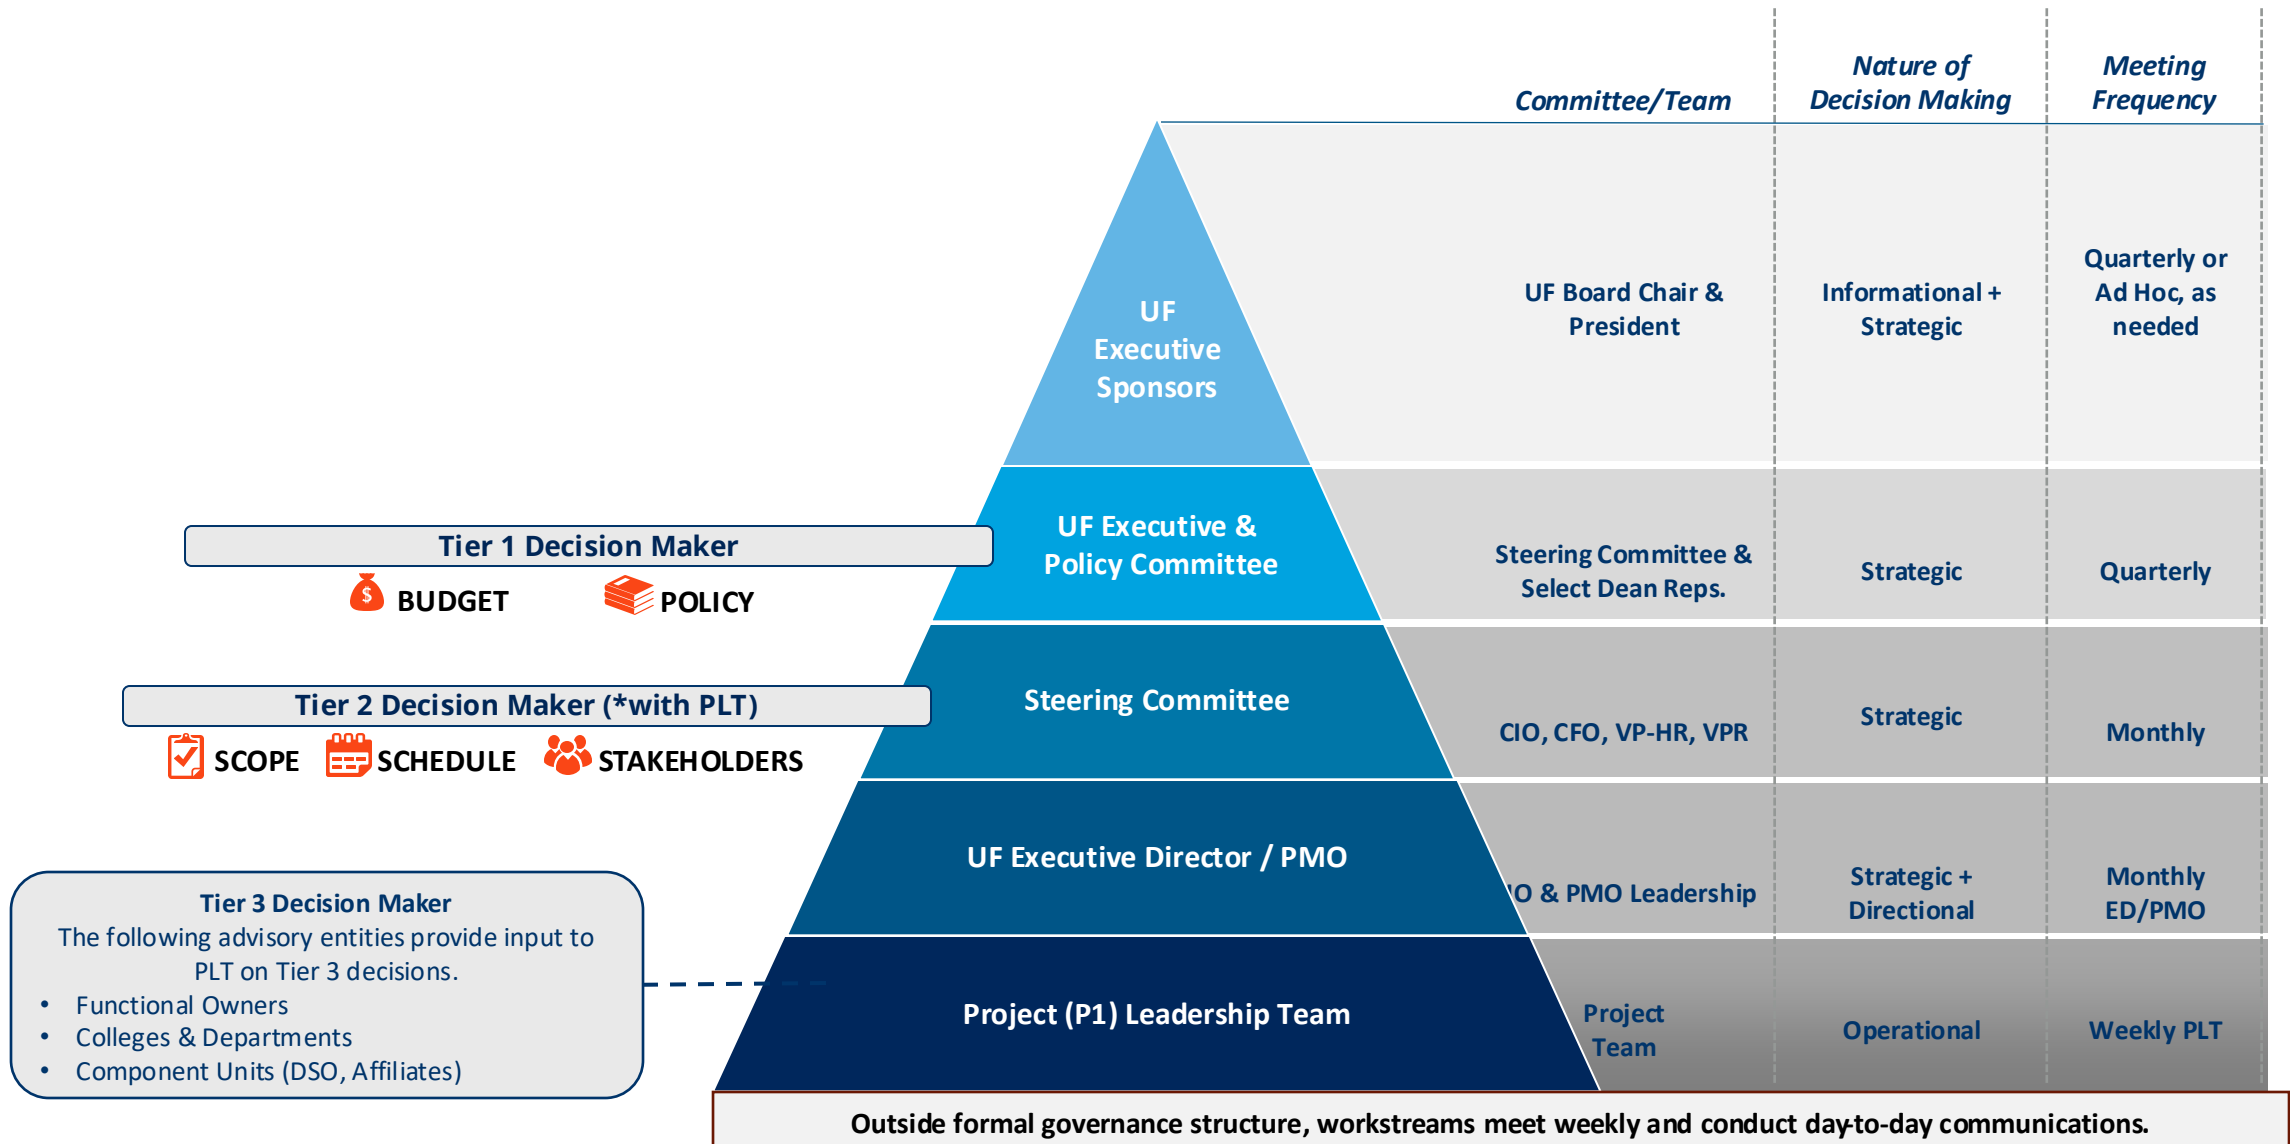 Committee/Team
Nature of
Decision Making
Meeting
Frequency
UF
Executive
Sponsors
UF Board Chair &
President
Informational +
Strategic
Quarterly or
Ad Hoc, as
needed
Tier 1 Decision Maker
$
BUDGET
POLICY
UF Executive &
Policy Committee
Steering Committee &
Select Dean Reps.
Strategic
Quarterly
Tier 2 Decision Maker (*with PLT)
SCOPE
SCHEDULE
STAKEHOLDERS
Steering Committee
CIO, CFO, VP-HR, VPR
Strategic
Monthly
UF Executive Director / PMO
& PMO Leadership
Strategic +
Directional
Monthly
ED/PMO
Tier 3 Decision Maker
The following advisory entities provide input to
PLT on Tier 3 decisions.
• Functional Owners
• Colleges & Departments
• Component Units (DSO, Affiliates)
Project (P1) Leadership Team
Project
Team
Operational
Weekly PLT
Outside formal governance structure, workstreams meet weekly and conduct day-to-day communications.